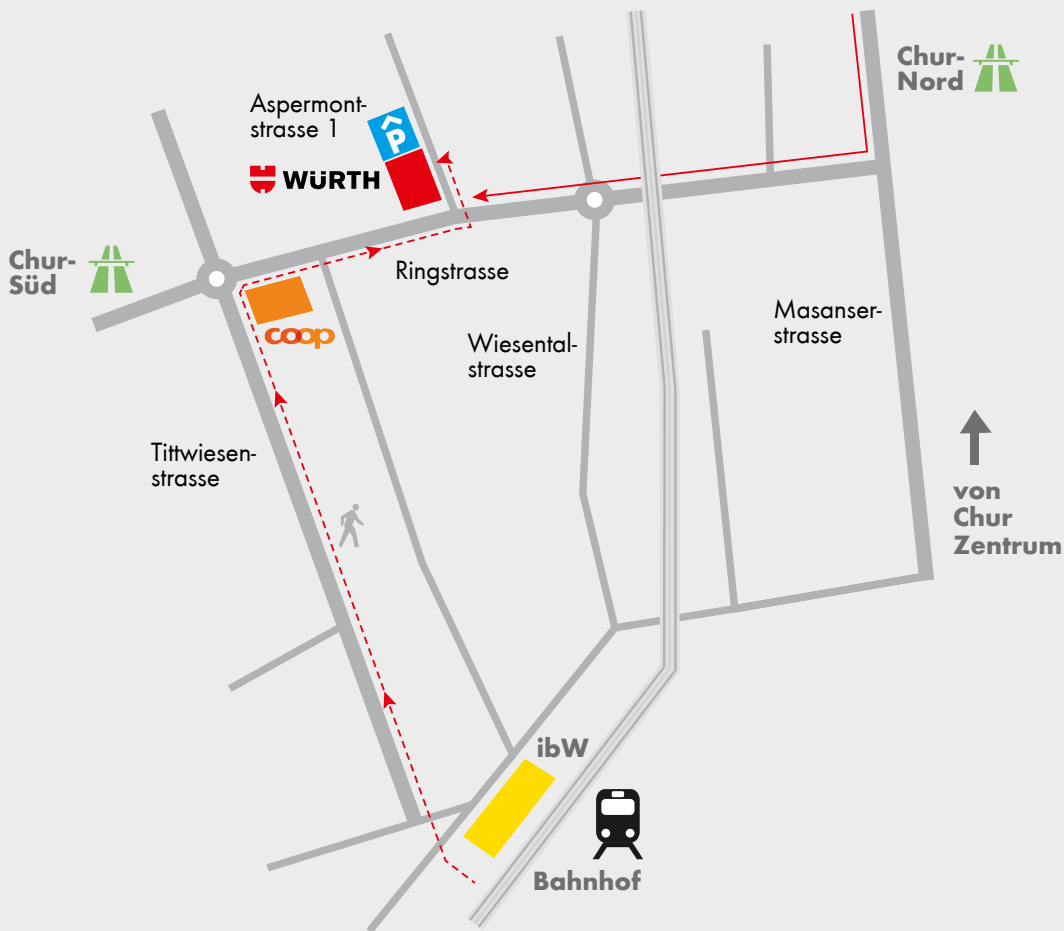 Chur-
Nord
Aspermont-
strasse 1
P
WÜRTH
Chur-
Süd
Ringstrasse
coop
Masanser-
strasse
Wiesental-
strasse
Tittwiesen-
strasse
von
Chur
Zentrum
ibW
Bahnhof